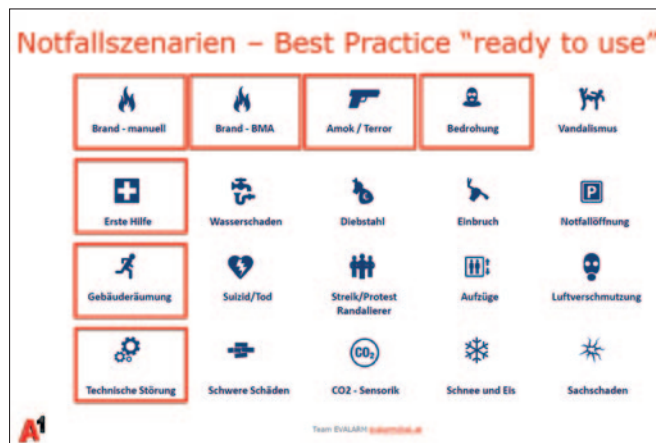 Notfallszenarien – Best Practice "ready to use"
Brand - manuell
Brand - BMA
Amok / Terror
Bedrohung
Vandalismus
Erste Hilfe
Wasserschaden
Diebstahl
Einbruch
P
Notfallöffnung
Gebäuderäumung
Suizid/Tod
Streik/Protest
Randalierer
Aufzüge
Luftverschmutzung
Technische Störung
Schwere Schäden
CO₂
CO2 - Sensorik
Schnee und Eis
Sachschaden
A1
Team EVALARM